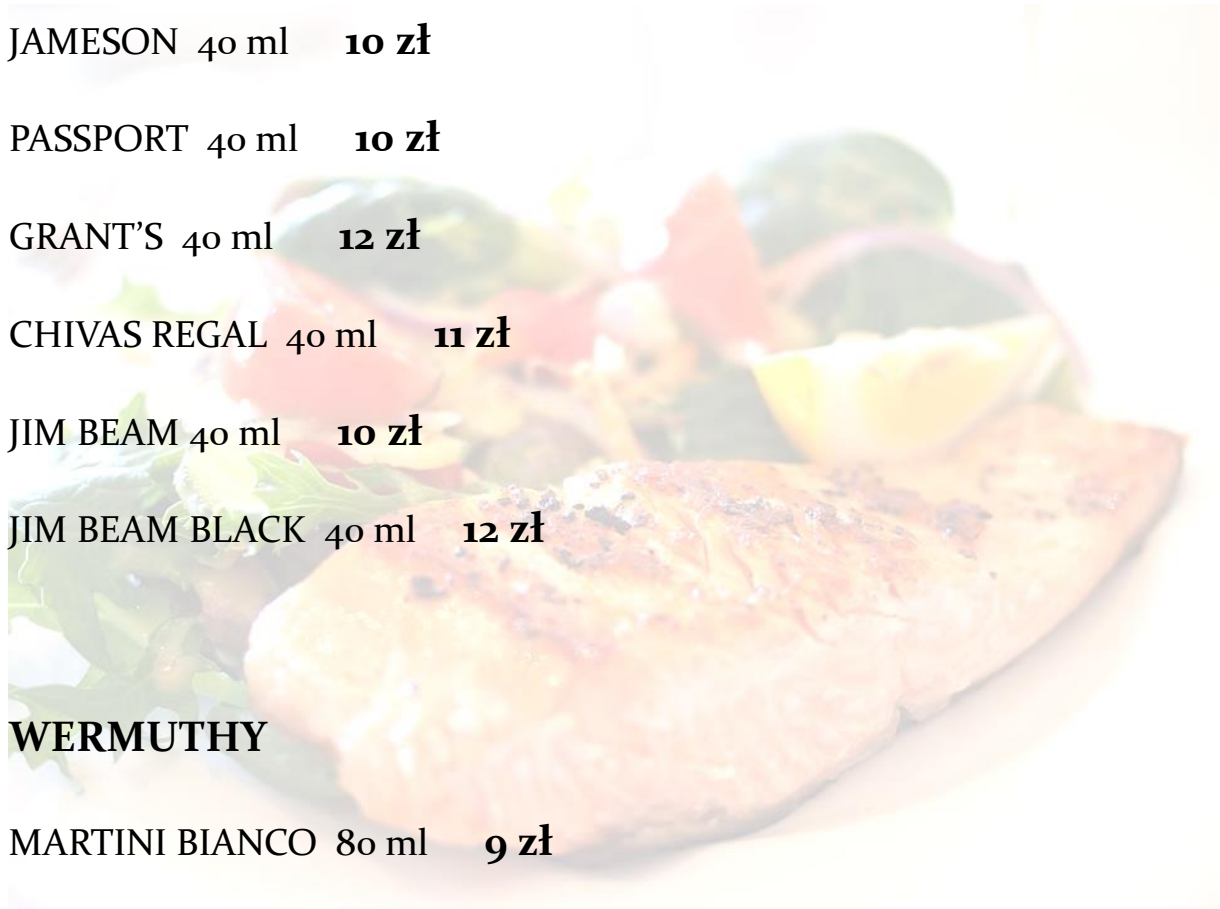 JAMESON 40 ml 10 zł
PASSPORT 40 ml 10 zł
GRANT’S 40 ml 12 zł
CHIVAS REGAL 40 ml 11 zł
JIM BEAM 40 ml 10 zł
JIM BEAM BLACK 40 ml 12 zł
WERMUTHY
MARTINI BIANCO 80 ml 9 zł